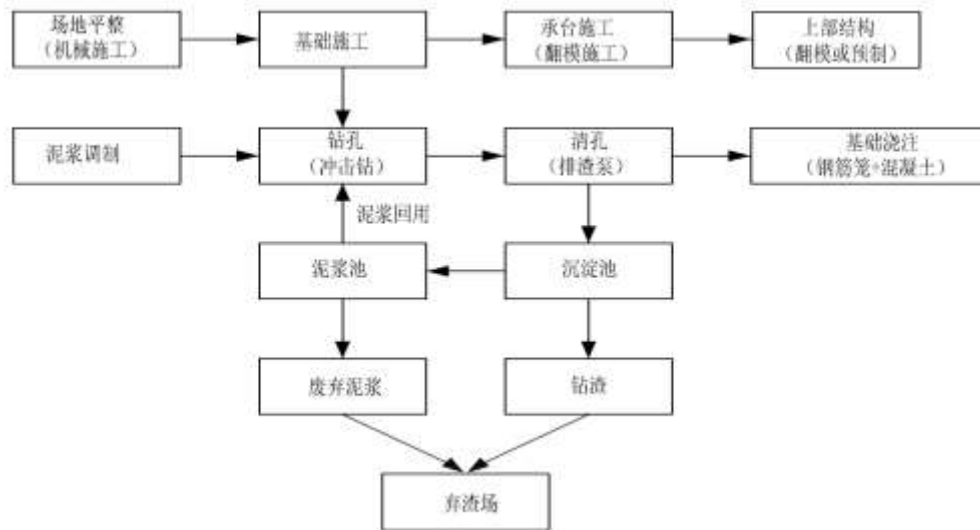 场地平整
（机械施工）
基础施工
承台施工
（翻模施工）
上部结构
（翻模或预制）
泥浆调制
钻孔
（冲击钻）
清孔
（排渣泵）
基础浇注
（钢筋笼+混凝土）
泥浆回用
泥浆池
沉淀池
废弃泥浆
钻渣
弃渣场